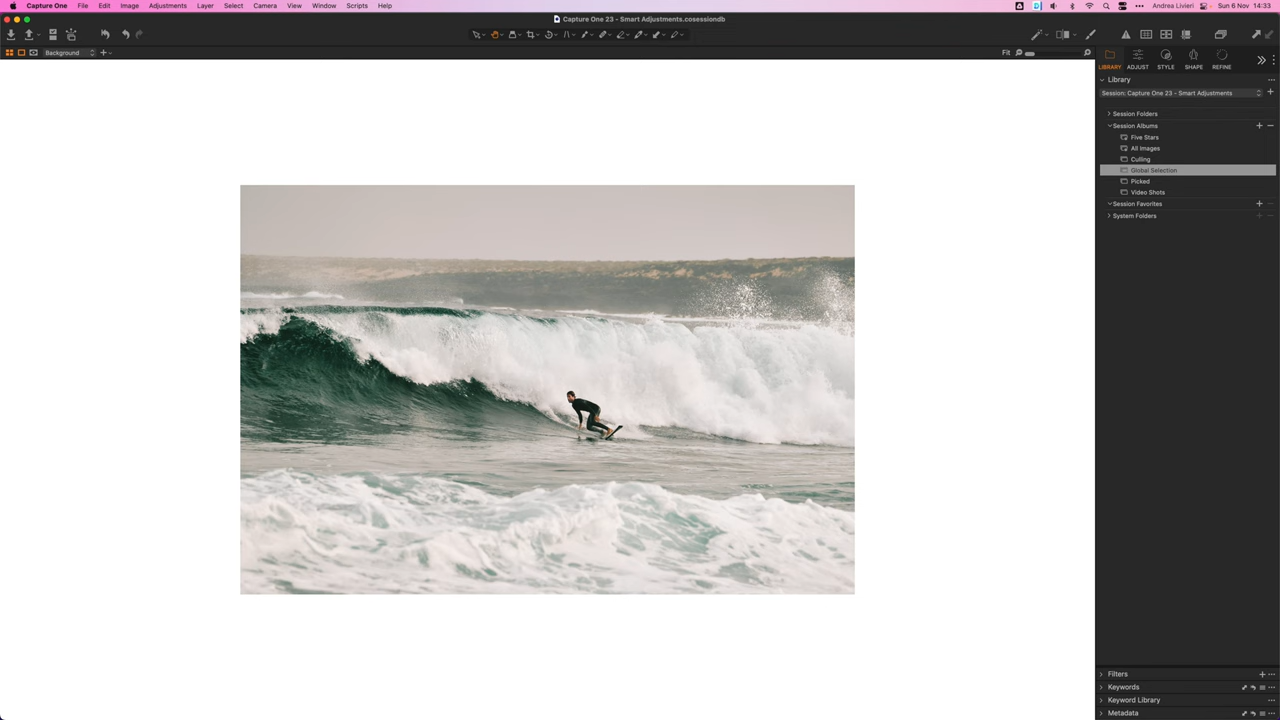 Capture One File Edit Image Adjustments Layer Select Camera View Window Scripts Help Andrea Livieri Sun 6 Nov 14:33
Capture One 23 - Smart Adjustments.cosessiondb
Background Fit
LIBRARY ADJUST STYLE SHAPE REFINE
Library
Session: Capture One 23 - Smart Adjustments
Session Folders
Session Albums
Five Stars
All Images
Culling
Global Selection
Picked
Video Shots
Session Favorites
System Folders
Filters
Keywords
Keyword Library
Metadata